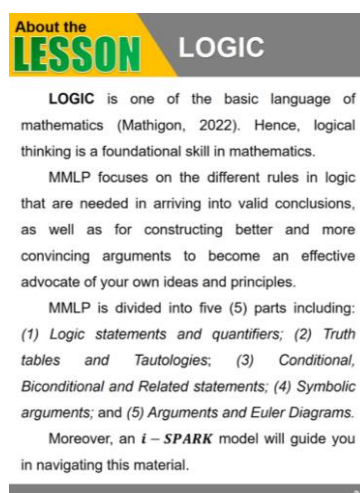 About the
LESSON LOGIC
LOGIC is one of the basic language of
mathematics (Mathigon, 2022). Hence, logical
thinking is a foundational skill in mathematics.
MMLP focuses on the different rules in logic
that are needed in arriving into valid conclusions,
as well as for constructing better and more
convincing arguments to become an effective
advocate of your own ideas and principles.
MMLP is divided into five (5) parts including:
(1) Logic statements and quantifiers; (2) Truth
tables and Tautologies; (3) Conditional,
Biconditional and Related statements; (4) Symbolic
arguments; and (5) Arguments and Euler Diagrams.
Moreover, an i – SPARK model will guide you
in navigating this material.